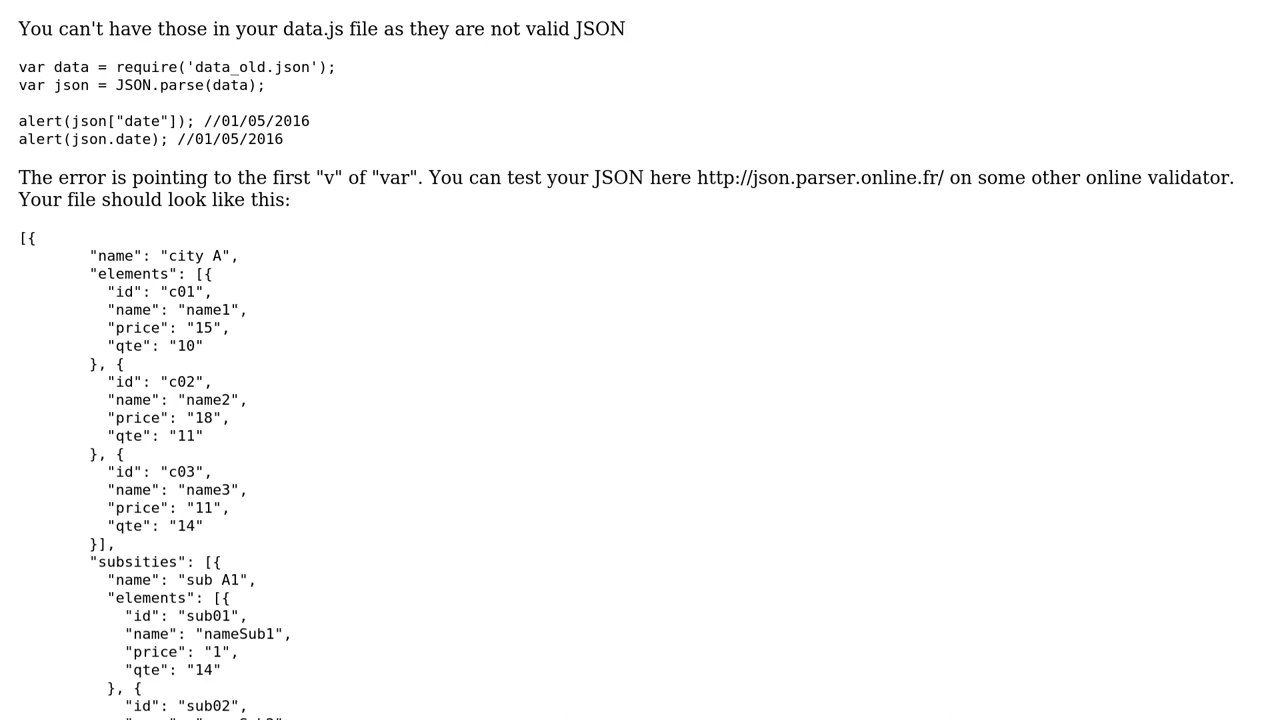 You can't have those in your data.js file as they are not valid JSON
var data = require('data_old.json');
var json = JSON.parse(data);
alert(json["date"]); //01/05/2016
alert(json.date); //01/05/2016
The error is pointing to the first "v" of "var". You can test your JSON here http://json.parser.online.fr/ on some other online validator.
Your file should look like this:
[{
"name": "city A",
"elements": [{
"id": "c01",
"name": "name1",
"price": "15",
"qte": "10"
}, {
"id": "c02",
"name": "name2",
"price": "18",
"qte": "11"
}, {
"id": "c03",
"name": "name3",
"price": "11",
"qte": "14"
}],
"subsities": [{
"name": "sub A1",
"elements": [{
"id": "sub01",
"name": "nameSub1",
"price": "1",
"qte": "14"
}, {
"id": "sub02",